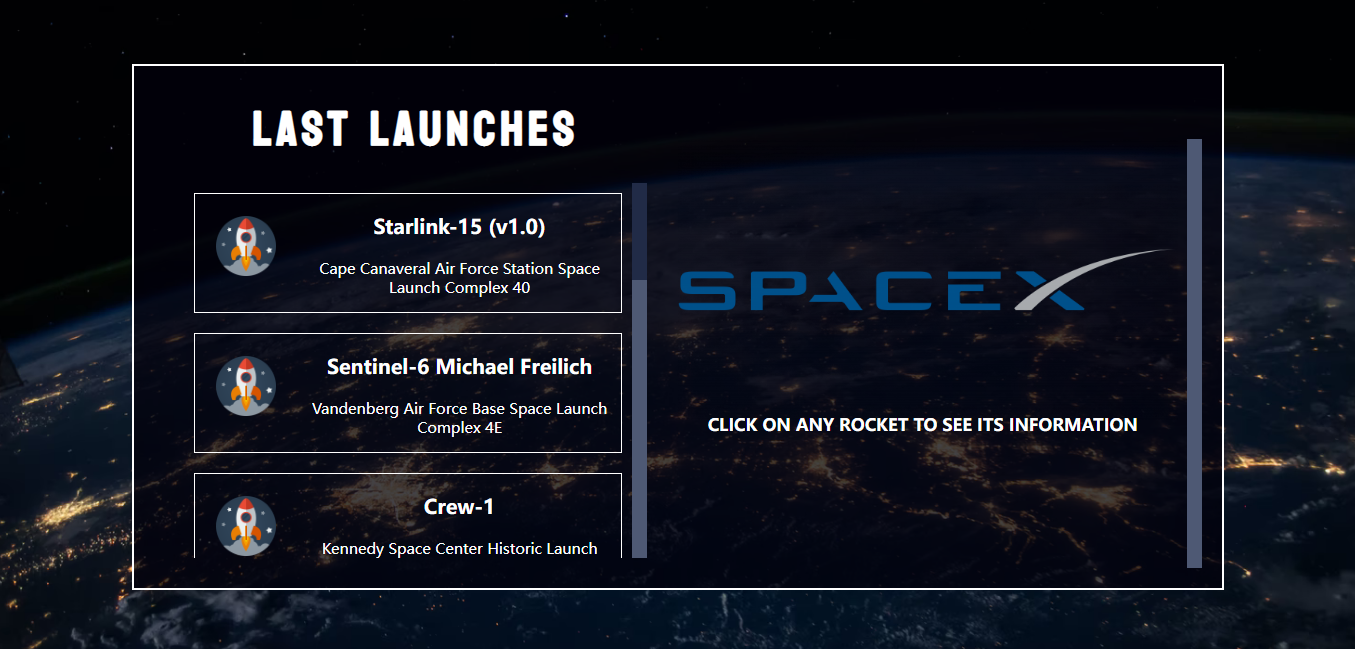 LAST LAUNCHES
Starlink-15 (v1.0)
Cape Canaveral Air Force Station Space
Launch Complex 40
Sentinel-6 Michael Freilich
Vandenberg Air Force Base Space Launch
Complex 4E
Crew-1
Kennedy Space Center Historic Launch
SPACEX
CLICK ON ANY ROCKET TO SEE ITS INFORMATION